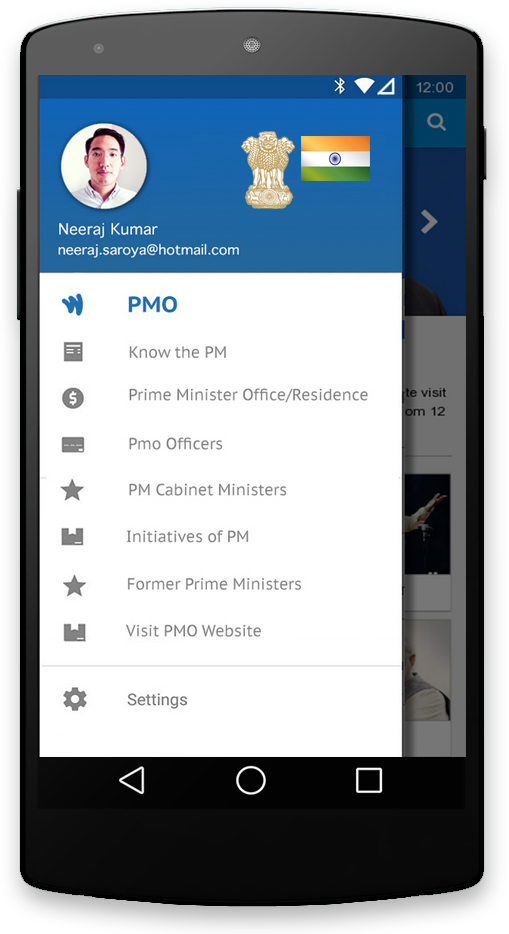 12:00
Neeraj Kumar
neeraj.saroya@hotmail.com
PMO
Know the PM
Prime Minister Office/Residence
te visit
Pmo Officers
om 12
PM Cabinet Ministers
Initiatives of PM
Former Prime Ministers
Visit PMO Website
Settings